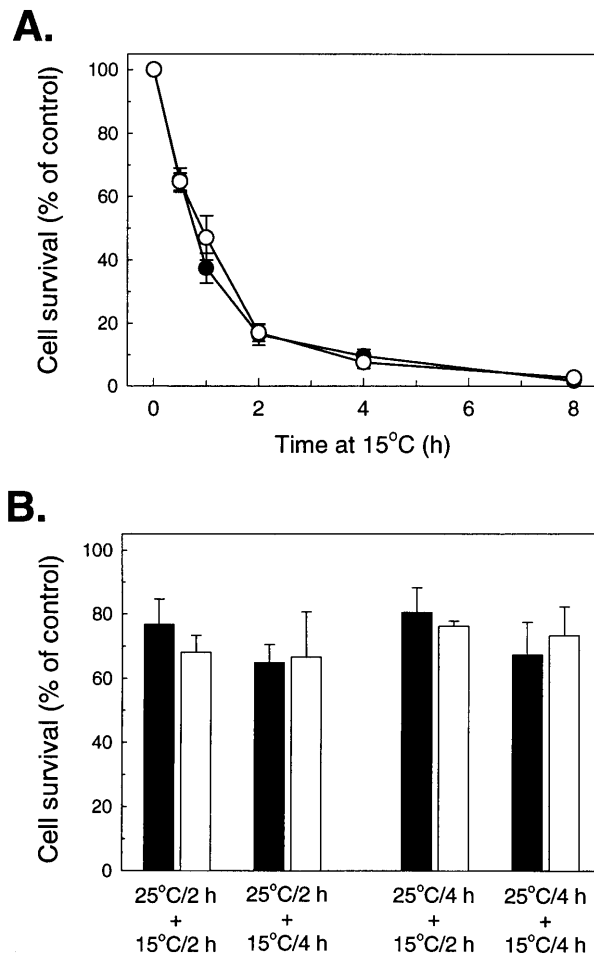 A.
Cell survival (% of control)
100
80
60
40
20
0
0 2 4 6 8
Time at 15°C (h)
B.
Cell survival (% of control)
100
80
60
40
20
0
25°C/2 h 25°C/2 h 25°C/4 h 25°C/4 h
+ + + +
15°C/2 h 15°C/4 h 15°C/2 h 15°C/4 h